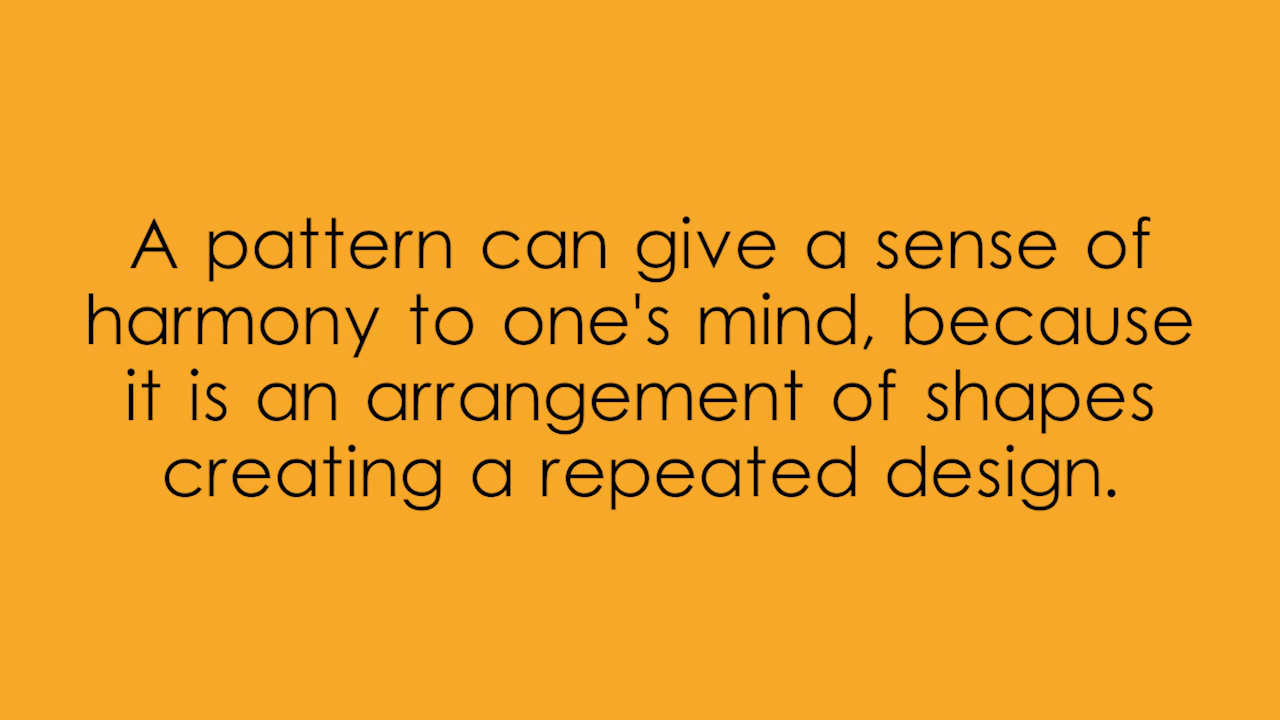 A pattern can give a sense of
harmony to one's mind, because
it is an arrangement of shapes
creating a repeated design.